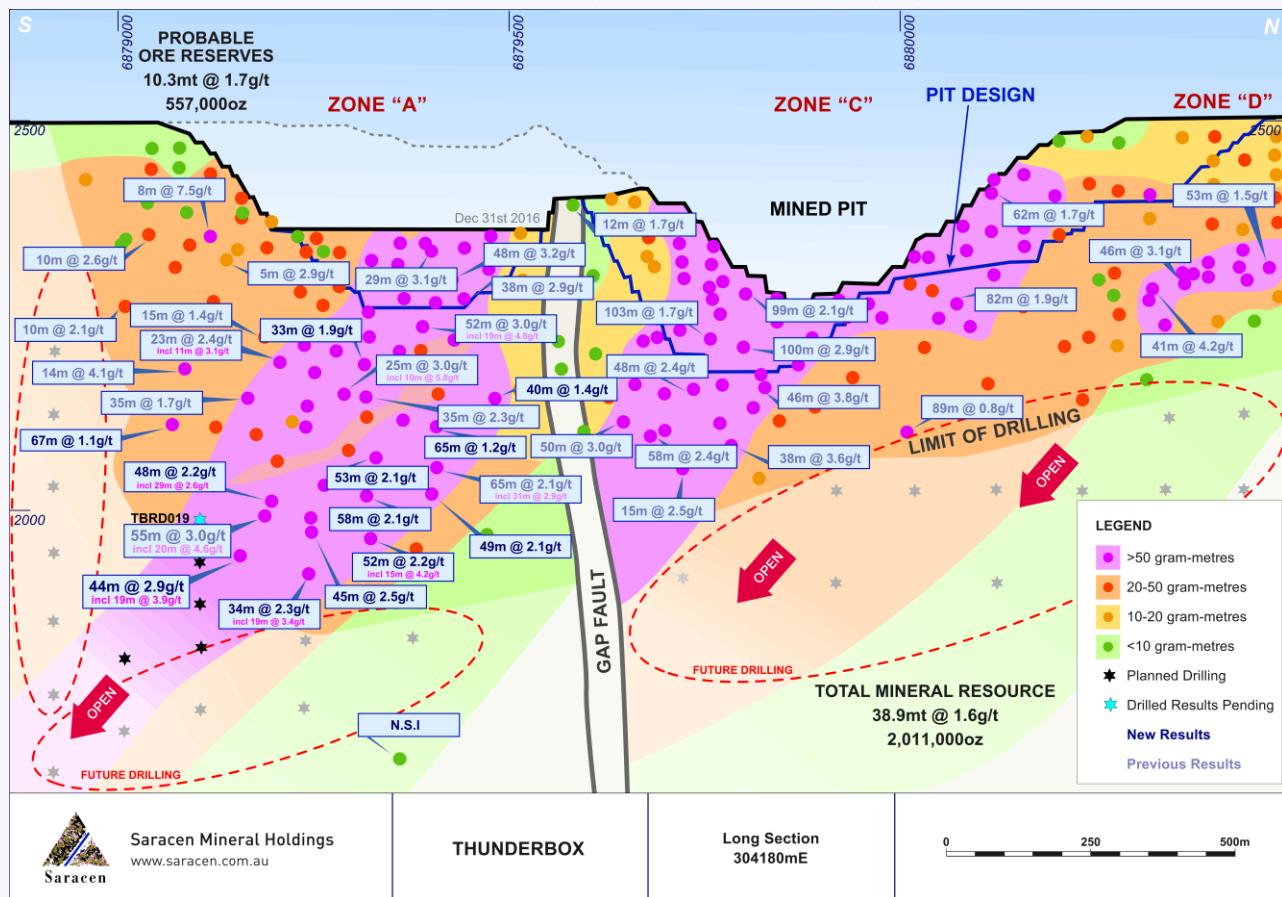 S
N
6879000
6879500
6880000
PROBABLE
ORE RESERVES
10.3mt @ 1.7g/t
557,000oz
ZONE “A”
ZONE “C”
PIT DESIGN
ZONE “D”
2500
2500
8m @ 7.5g/t
53m @ 1.5g/t
MINED PIT
Dec 31st 2016
12m @ 1.7g/t
62m @ 1.7g/t
10m @ 2.6g/t
5m @ 2.9g/t
29m @ 3.1g/t
48m @ 3.2g/t
46m @ 3.1g/t
38m @ 2.9g/t
82m @ 1.9g/t
99m @ 2.1g/t
103m @ 1.7g/t
15m @ 1.4g/t
10m @ 2.1g/t
33m @ 1.9g/t
52m @ 3.0g/t
incl 19m @ 4.8g/t
23m @ 2.4g/t
incl 11m @ 3.1g/t
100m @ 2.9g/t
41m @ 4.2g/t
14m @ 4.1g/t
25m @ 3.0g/t
incl 10m @ 5.8g/t
48m @ 2.4g/t
40m @ 1.4g/t
46m @ 3.8g/t
35m @ 1.7g/t
35m @ 2.3g/t
89m @ 0.8g/t
67m @ 1.1g/t
65m @ 1.2g/t
50m @ 3.0g/t
58m @ 2.4g/t
38m @ 3.6g/t
LIMIT OF DRILLING
48m @ 2.2g/t
incl 29m @ 2.6g/t
53m @ 2.1g/t
65m @ 2.1g/t
incl 31m @ 2.9g/t
OPEN
15m @ 2.5g/t
2000
TBRD019
58m @ 2.1g/t
55m @ 3.0g/t
incl 20m @ 4.6g/t
49m @ 2.1g/t
52m @ 2.2g/t
incl 15m @ 4.2g/t
OPEN
44m @ 2.9g/t
incl 19m @ 3.9g/t
45m @ 2.5g/t
34m @ 2.3g/t
incl 19m @ 3.4g/t
GAP FAULT
FUTURE DRILLING
OPEN
TOTAL MINERAL RESOURCE
38.9mt @ 1.6g/t
2,011,000oz
N.S.I
FUTURE DRILLING
LEGEND
>50 gram-metres
20-50 gram-metres
10-20 gram-metres
<10 gram-metres
Planned Drilling
Drilled Results Pending
New Results
Previous Results
Saracen
Saracen Mineral Holdings
www.saracen.com.au
THUNDERBOX
Long Section
304180mE
0
250
500m